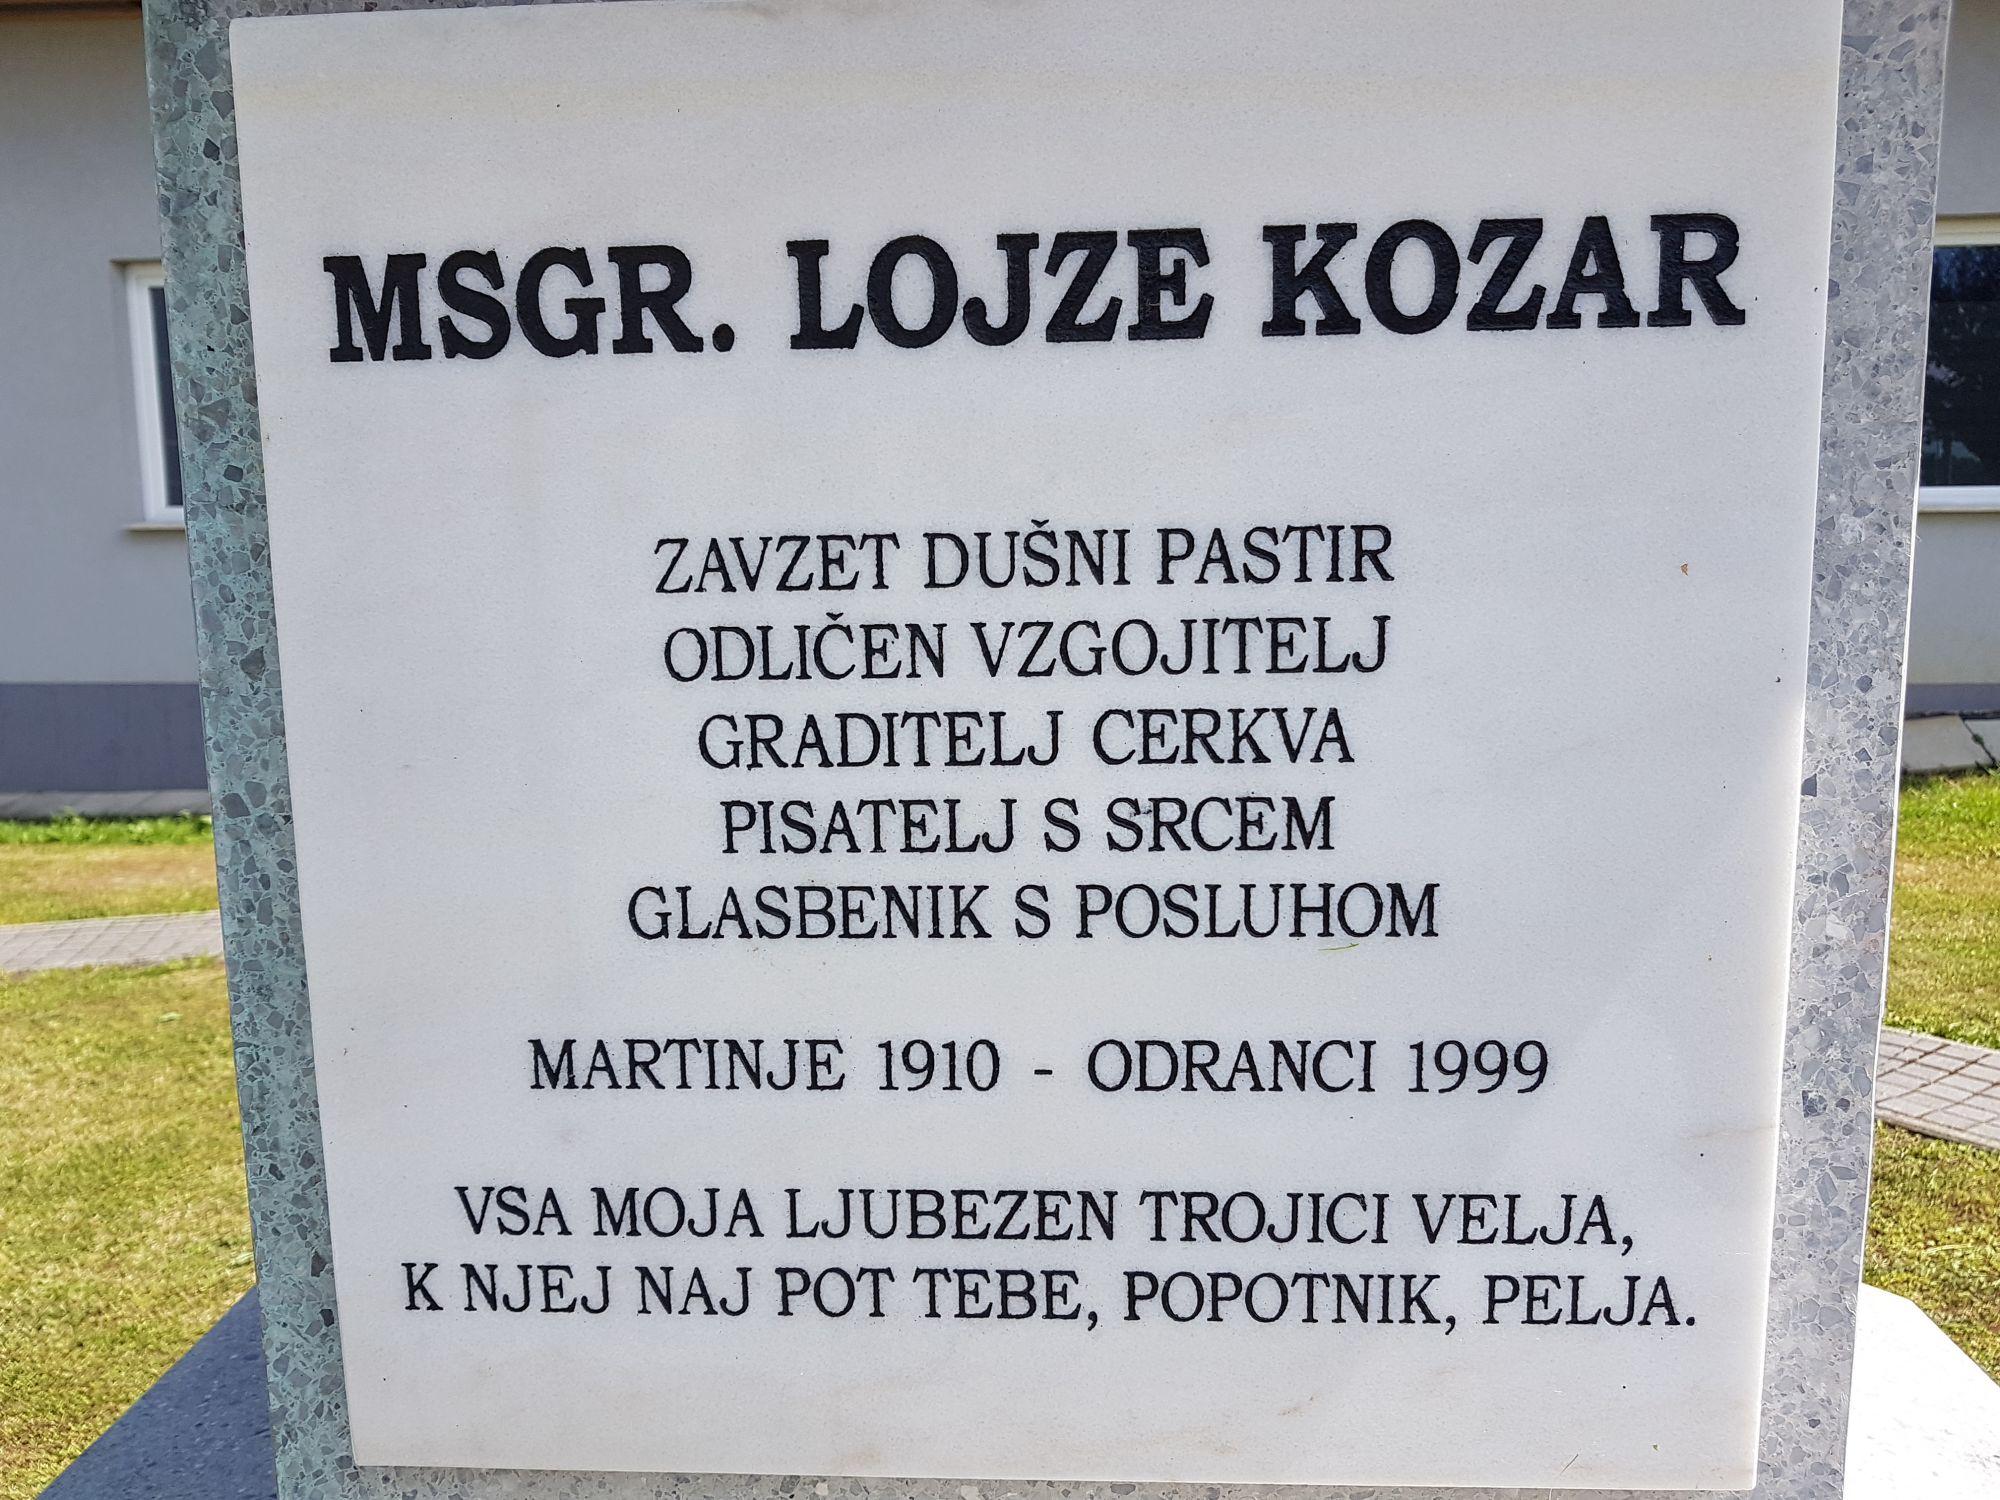 MSGR. LOJZE KOZAR
ZAVZET DUŠNI PASTIR
ODLIČEN VZGOJITELJ
GRADITELJ CERKVA
PISATELJ S SRCEM
GLASBENIK S POSLUHOM
MARTINJE 1910 - ODRANCI 1999
VSA MOJA LJUBEZEN TROJICI VELJA,
K NJEJ NAJ POT TEBE, POPOTNIK, PELJA.